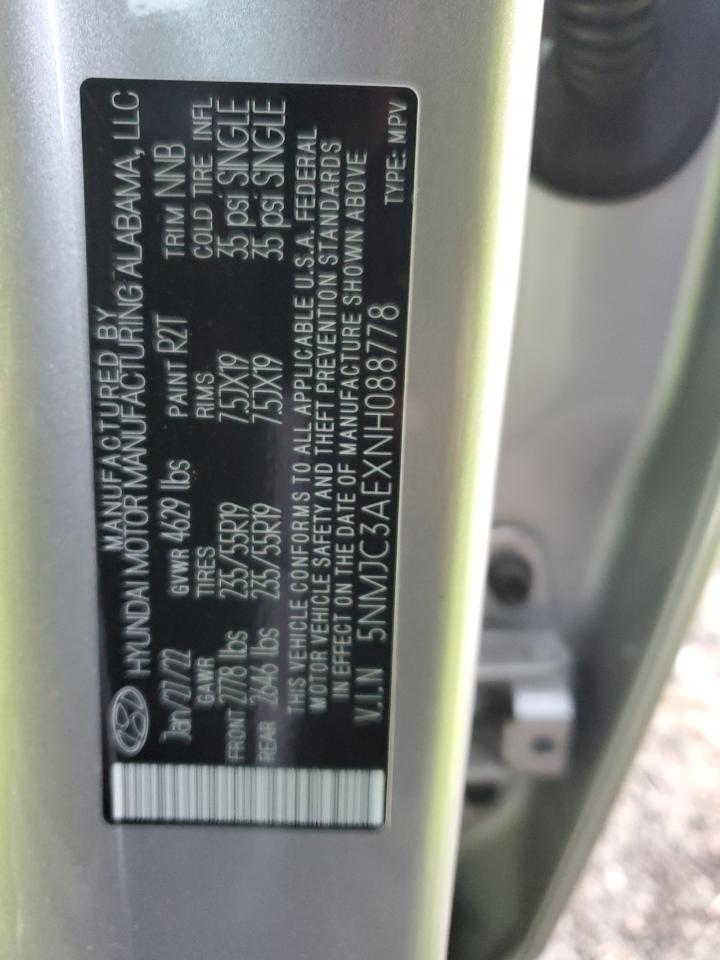 MANUFACTURED BY
HYUNDAI MOTOR MANUFACTURING ALABAMA, LLC
Jan/27/22 GVWR 4629 lbs PAINT R2T TRIM NNB
GAWR TIRES RIMS COLD TIRE INFL
FRONT 2778 lbs 235/55R19 7.5JX19 35 psi SINGLE
REAR 2646 lbs 235/55R19 7.5JX19 35 psi SINGLE
THIS VEHICLE CONFORMS TO ALL APPLICABLE U.S.A. FEDERAL
MOTOR VEHICLE SAFETY AND THEFT PREVENTION STANDARDS
IN EFFECT ON THE DATE OF MANUFACTURE SHOWN ABOVE
V.I.N 5NMJC3AEXNH088778 TYPE: MPV